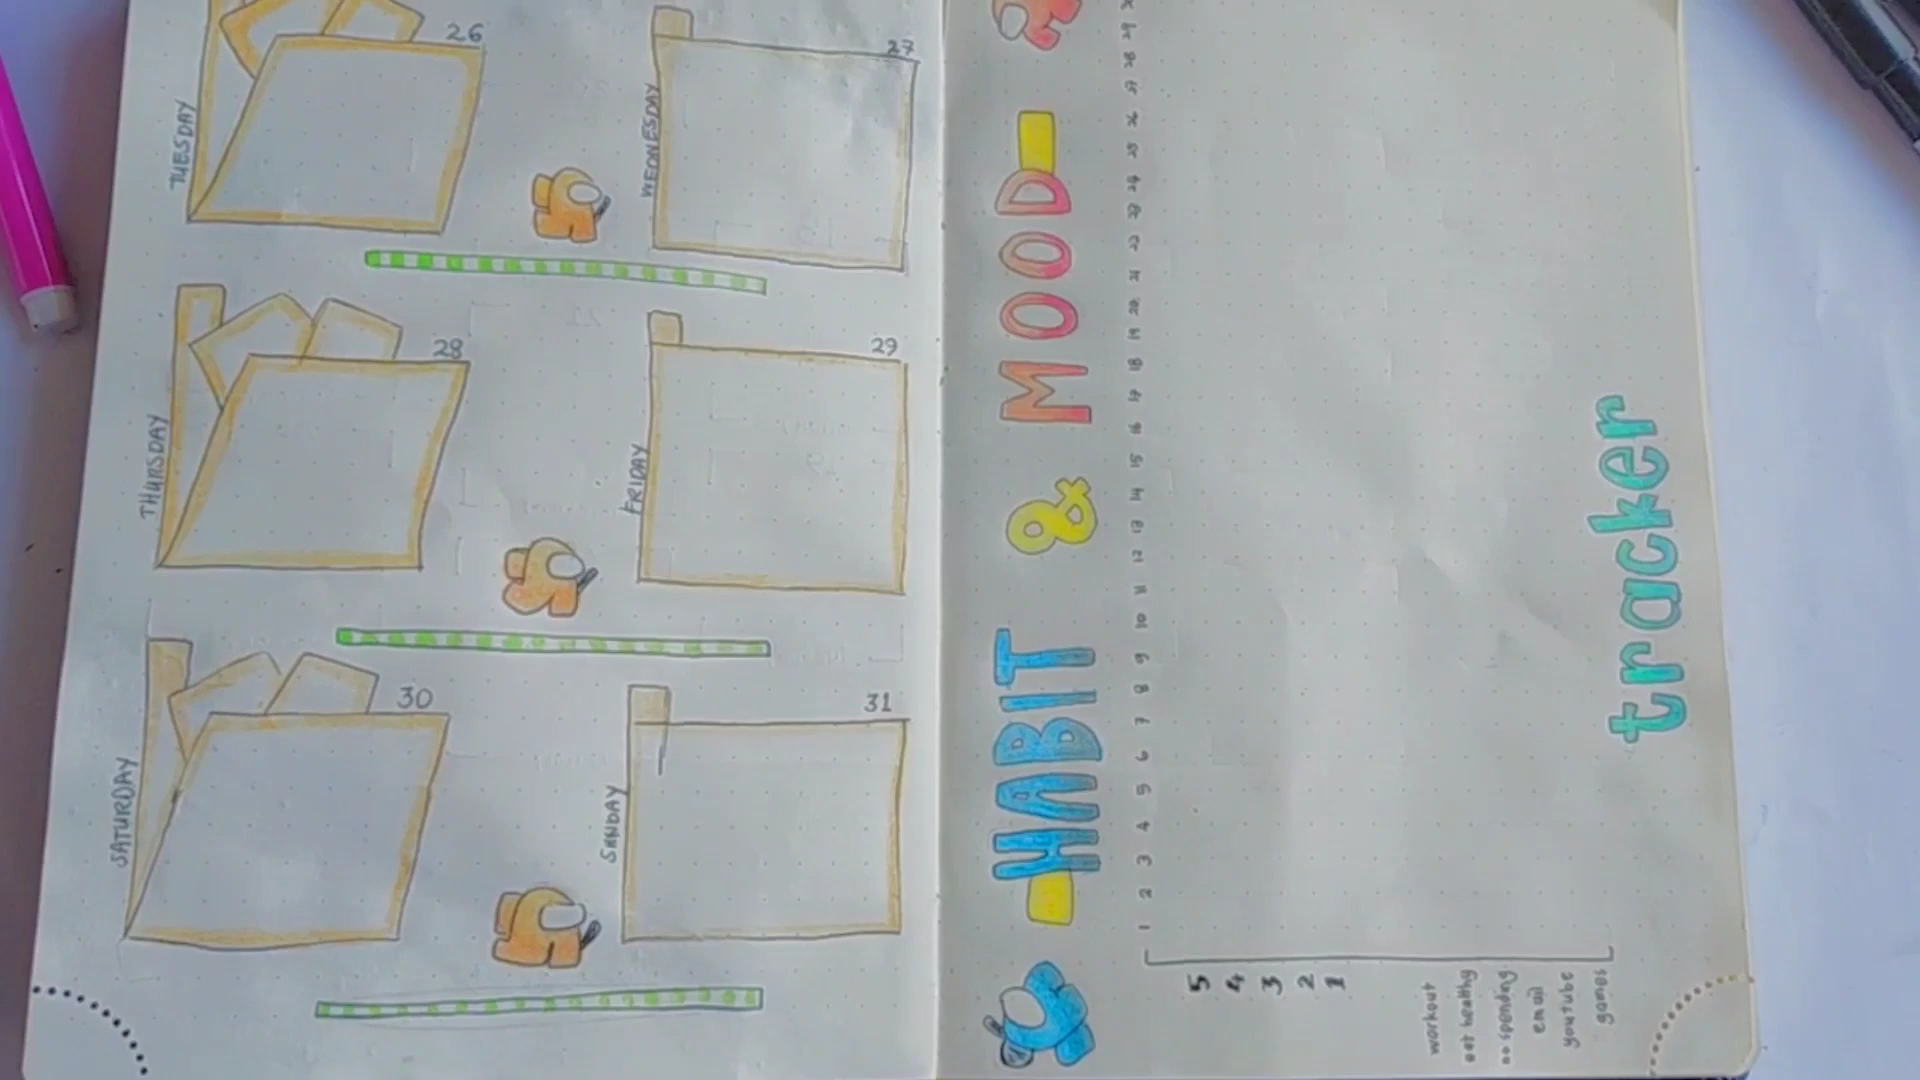 TUESDAY
26
WEDNESDAY
27
THURSDAY
28
FRIDAY
29
SATURDAY
30
SUNDAY
31
HABIT & MOOD
1 2 3 4 5 6 7 8 9 10 11 12 13 14 15 16 17 18 19 20 21 22 23 24 25 26 27 28 29
5
4
3
2
1
workout
eat healthy
no spending
email
youtube
games
tracker